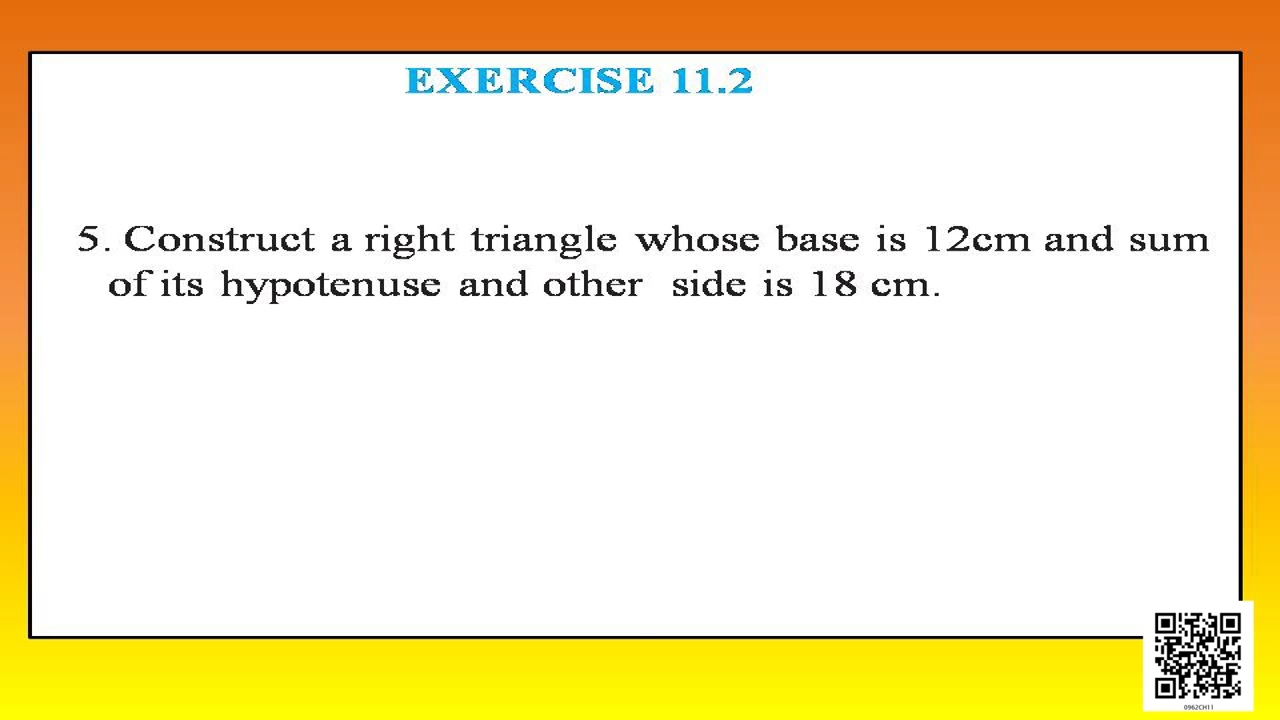 EXERCISE 11.2
5. Construct a right triangle whose base is 12cm and sum
of its hypotenuse and other side is 18 cm.
0962CH11